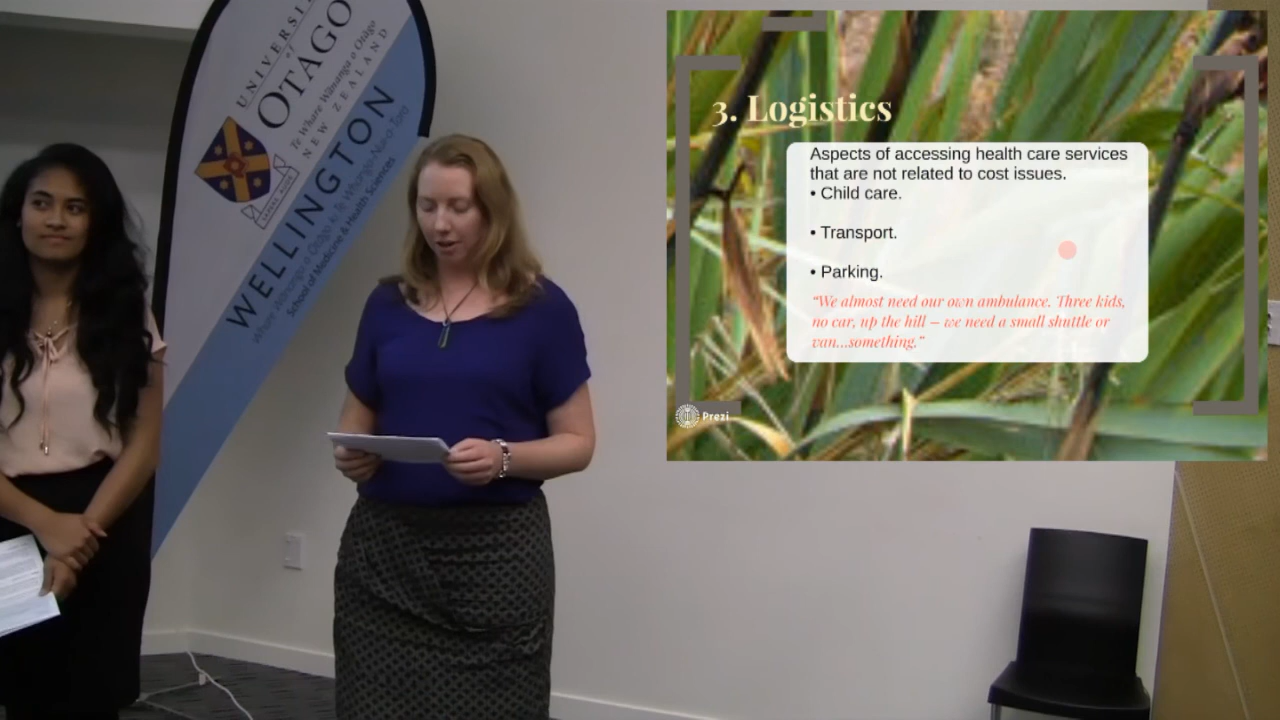 UNIVERSITY
of
OTAGO
Te Whare Wānanga o Otāgo
NEW ZEALAND
WELLINGTON
School of Medicine & Health Sciences
3. Logistics
Aspects of accessing health care services
that are not related to cost issues.
• Child care.
• Transport.
• Parking.
“We almost need our own ambulance. Three kids,
no car, up the hill – we need a small shuttle or
van...something.”
Prezi